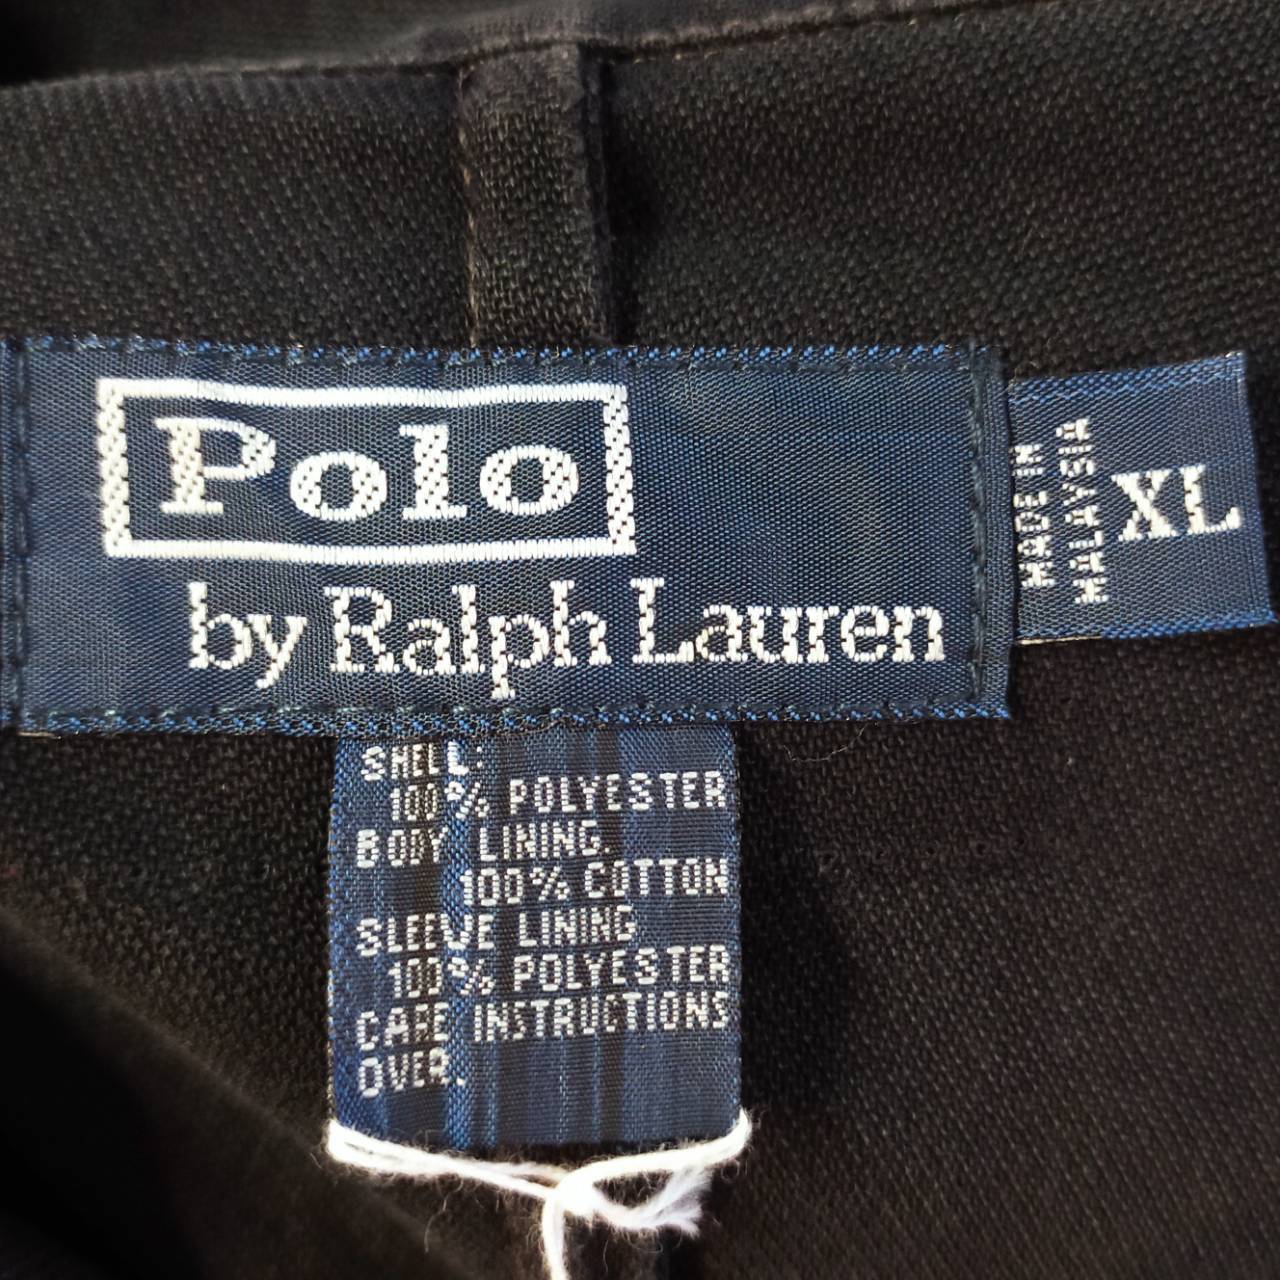 Polo
by Ralph Lauren
MADE IN
MALAYSIA
XL
SHELL:
100% POLYESTER
BODY LINING
100% COTTON
SLEEVE LINING
100% POLYESTER
CARE INSTRUCTIONS
OVER.